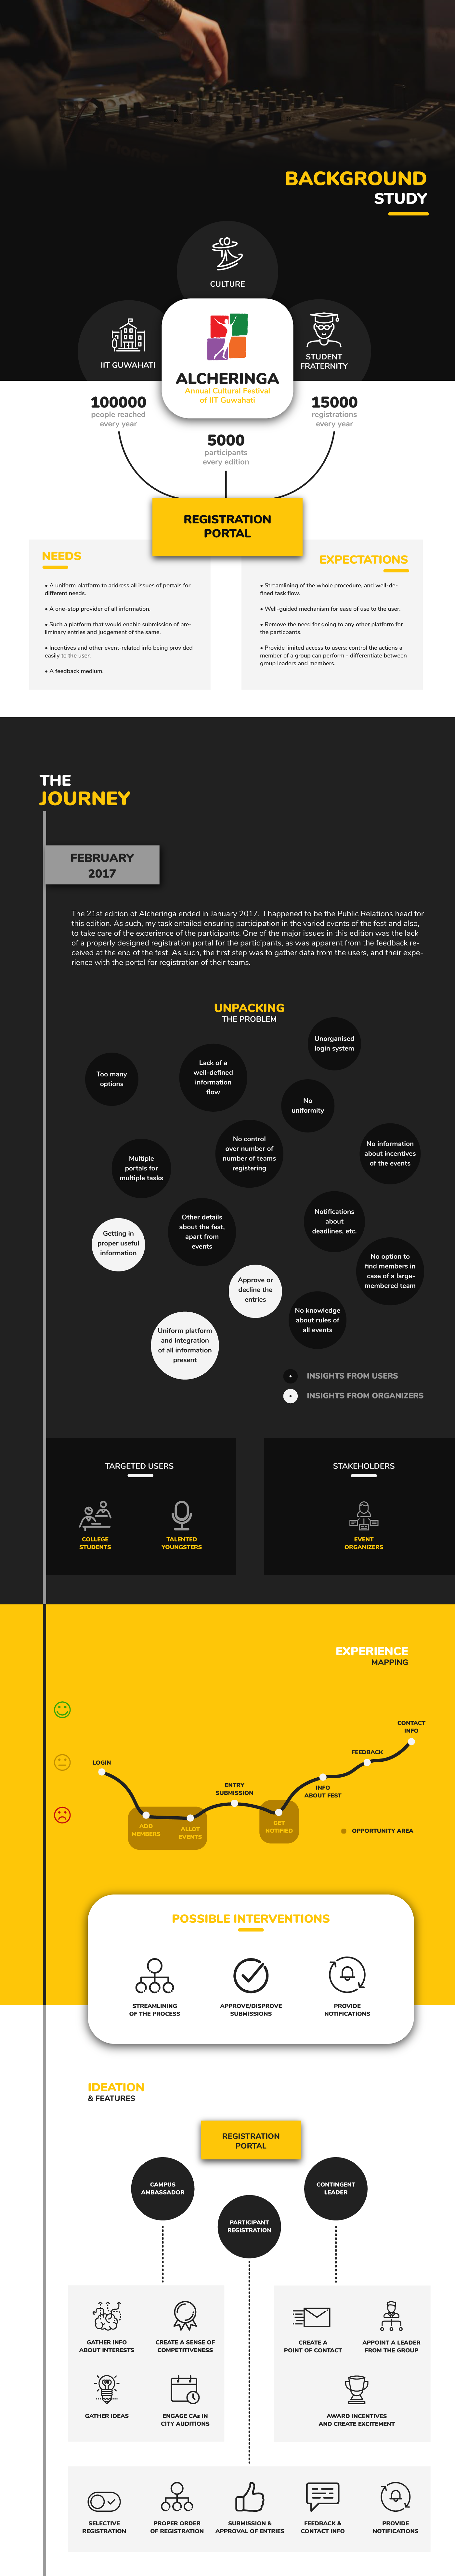 BACKGROUND
STUDY
CULTURE
IIT GUWAHATI
STUDENT
FRATERNITY
ALCHERINGA
Annual Cultural Festival
of IIT Guwahati
100000
people reached
every year
15000
registrations
every year
5000
participants
every edition
REGISTRATION
PORTAL
NEEDS
• A uniform platform to address all issues of portals for
different needs.
• A one-stop provider of all information.
• Such a platform that would enable submission of pre-
liminary entries and judgement of the same.
• Incentives and other event-related info being provided
easily to the user.
• A feedback medium.
EXPECTATIONS
• Streamlining of the whole procedure, and well-de-
fined task flow.
• Well-guided mechanism for ease of use to the user.
• Remove the need for going to any other platform for
the particpants.
• Provide limited access to users; control the actions a
member of a group can perform - differentiate between
group leaders and members.
THE
JOURNEY
FEBRUARY
2017
The 21st edition of Alcheringa ended in January 2017.  I happened to be the Public Relations head for
this edition. As such, my task entailed ensuring participation in the varied events of the fest and also,
to take care of the experience of the participants. One of the major issues in this edition was the lack
of a properly designed registration portal for the participants, as was apparent from the feedback re-
ceived at the end of the fest. As such, the first step was to gather data from the users, and their expe-
rience with the portal for registration of their teams.
UNPACKING
THE PROBLEM
Unorganised
login system
Lack of a
well-defined
information
flow
Too many
options
No
uniformity
No control
over number of
number of teams
registering
No information
about incentives
of the events
Multiple
portals for
multiple tasks
Notifications
about
deadlines, etc.
Other details
about the fest,
apart from
events
Getting in
proper useful
information
No option to
find members in
case of a large-
membered team
Approve or
decline the
entries
No knowledge
about rules of
all events
Uniform platform
and integration
of all information
present
INSIGHTS FROM USERS
INSIGHTS FROM ORGANIZERS
TARGETED USERS
COLLEGE
STUDENTS
TALENTED
YOUNGSTERS
STAKEHOLDERS
EVENT
ORGANIZERS
EXPERIENCE
MAPPING
LOGIN
ADD
MEMBERS
ALLOT
EVENTS
ENTRY
SUBMISSION
GET
NOTIFIED
INFO
ABOUT FEST
FEEDBACK
CONTACT
INFO
OPPORTUNITY AREA
POSSIBLE INTERVENTIONS
STREAMLINING
OF THE PROCESS
APPROVE/DISPROVE
SUBMISSIONS
PROVIDE
NOTIFICATIONS
IDEATION
& FEATURES
REGISTRATION
PORTAL
CAMPUS
AMBASSADOR
CONTINGENT
LEADER
PARTICIPANT
REGISTRATION
GATHER INFO
ABOUT INTERESTS
CREATE A SENSE OF
COMPETITIVENESS
GATHER IDEAS
ENGAGE CAs IN
CITY AUDITIONS
CREATE A
POINT OF CONTACT
APPOINT A LEADER
FROM THE GROUP
AWARD INCENTIVES
AND CREATE EXCITEMENT
SELECTIVE
REGISTRATION
PROPER ORDER
OF REGISTRATION
SUBMISSION &
APPROVAL OF ENTRIES
FEEDBACK &
CONTACT INFO
PROVIDE
NOTIFICATIONS